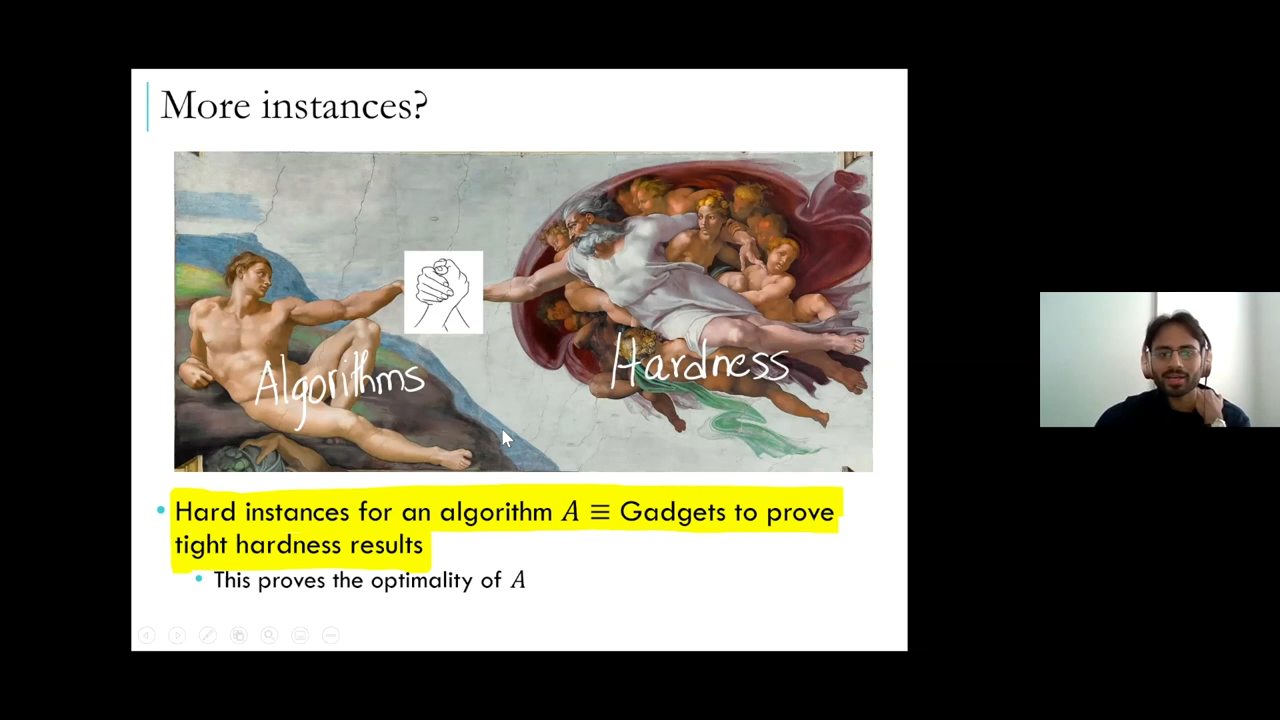 More instances?
Algorithms
Hardness
• Hard instances for an algorithm A ≡ Gadgets to prove
tight hardness results
• This proves the optimality of A